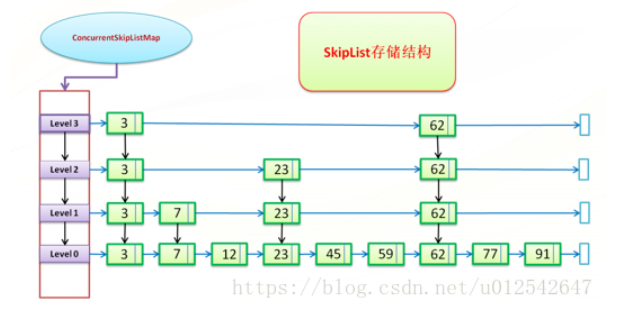 ConcurrentSkipListMap
SkipList存储结构
Level 3 3 62
Level 2 3 23 62
Level 1 3 7 23 62
Level 0 3 7 12 23 45 59 62 77 91
https://blog.csdn.net/u012542647